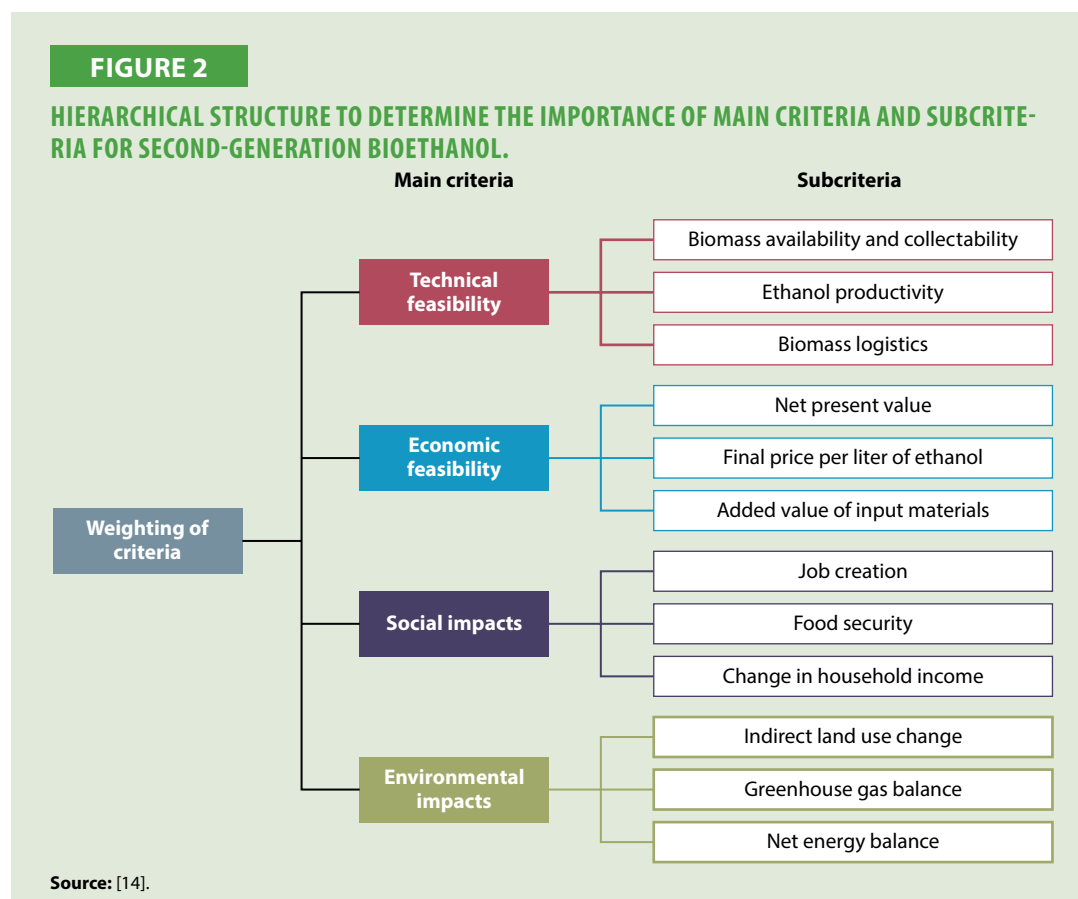 FIGURE 2
HIERARCHICAL STRUCTURE TO DETERMINE THE IMPORTANCE OF MAIN CRITERIA AND SUBCRITE-
RIA FOR SECOND-GENERATION BIOETHANOL.
Main criteria
Subcriteria
Weighting of
criteria
Technical
feasibility
Biomass availability and collectability
Ethanol productivity
Biomass logistics
Economic
feasibility
Net present value
Final price per liter of ethanol
Added value of input materials
Social impacts
Job creation
Food security
Change in household income
Environmental
impacts
Indirect land use change
Greenhouse gas balance
Net energy balance
Source: [14].